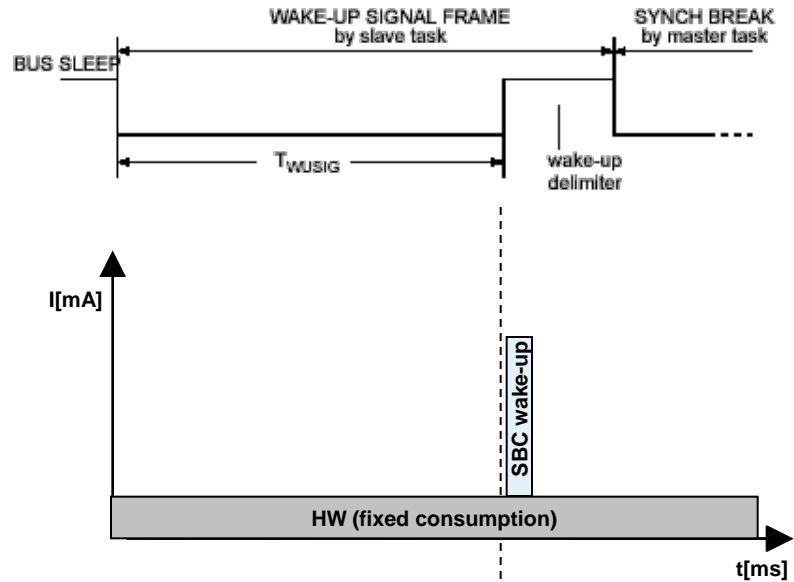 WAKE-UP SIGNAL FRAME
by slave task
SYNCH BREAK
by master task
BUS SLEEP
TWUSIG
wake-up
delimiter
I[mA]
SBC wake-up
HW (fixed consumption)
t[ms]